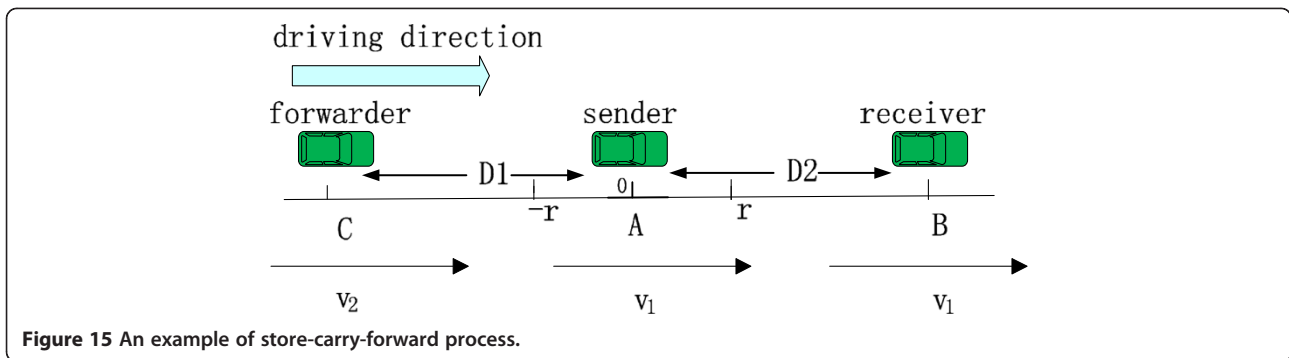 driving direction
forwarder sender receiver
D1 0 D2
-r r
C A B
v2 v1 v1
Figure 15 An example of store-carry-forward process.